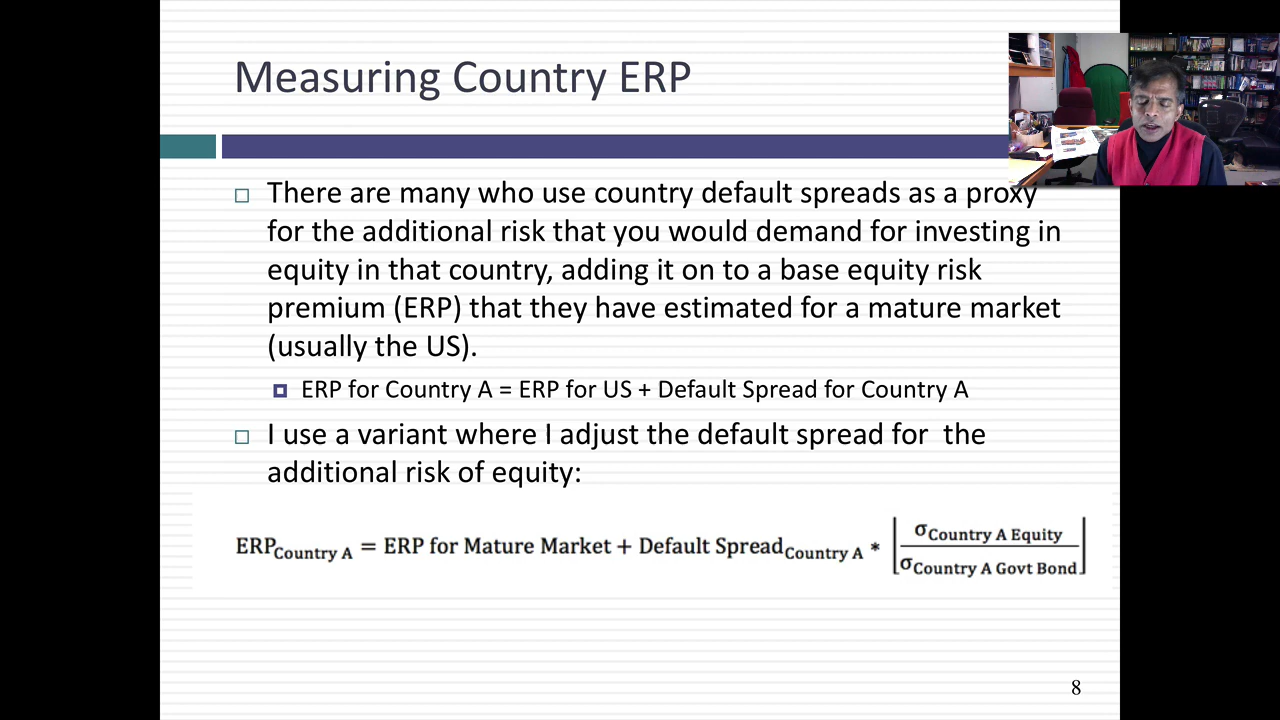 Measuring Country ERP
There are many who use country default spreads as a proxy
for the additional risk that you would demand for investing in
equity in that country, adding it on to a base equity risk
premium (ERP) that they have estimated for a mature market
(usually the US).
ERP for Country A = ERP for US + Default Spread for Country A
I use a variant where I adjust the default spread for  the
additional risk of equity:
ERP_Country A = ERP for Mature Market + Default Spread_Country A * [σ_Country A Equity / σ_Country A Govt Bond]
8